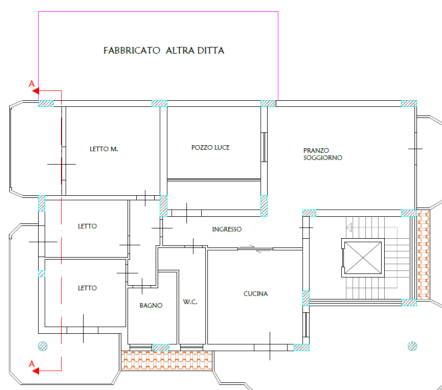 FABBRICATO ALTRA DITTA
A
LETTO M.
POZZO LUCE
PRANZO
SOGGIORNO
LETTO
INGRESSO
LETTO
BAGNO
W.C.
CUCINA
A